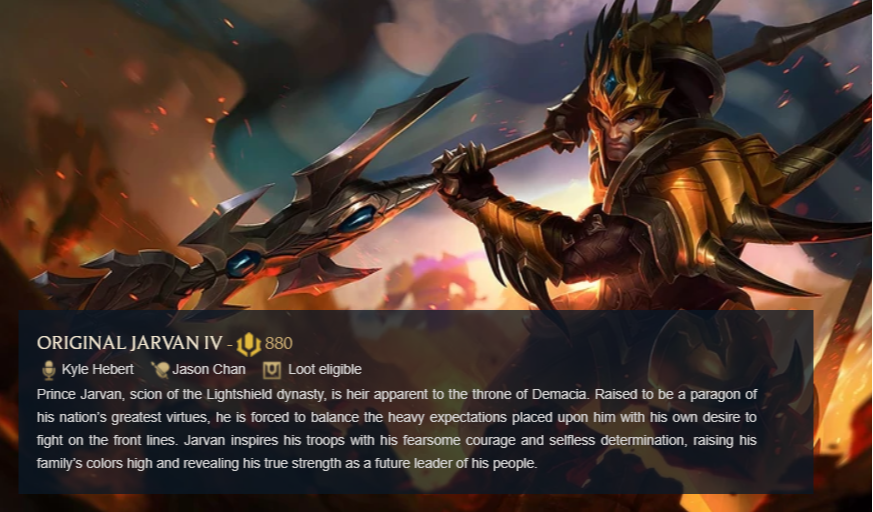 ORIGINAL JARVAN IV - 880
Kyle Hebert Jason Chan Loot eligible
Prince Jarvan, scion of the Lightshield dynasty, is heir apparent to the throne of Demacia. Raised to be a paragon of
his nation's greatest virtues, he is forced to balance the heavy expectations placed upon him with his own desire to
fight on the front lines. Jarvan inspires his troops with his fearsome courage and selfless determination, raising his
family's colors high and revealing his true strength as a future leader of his people.